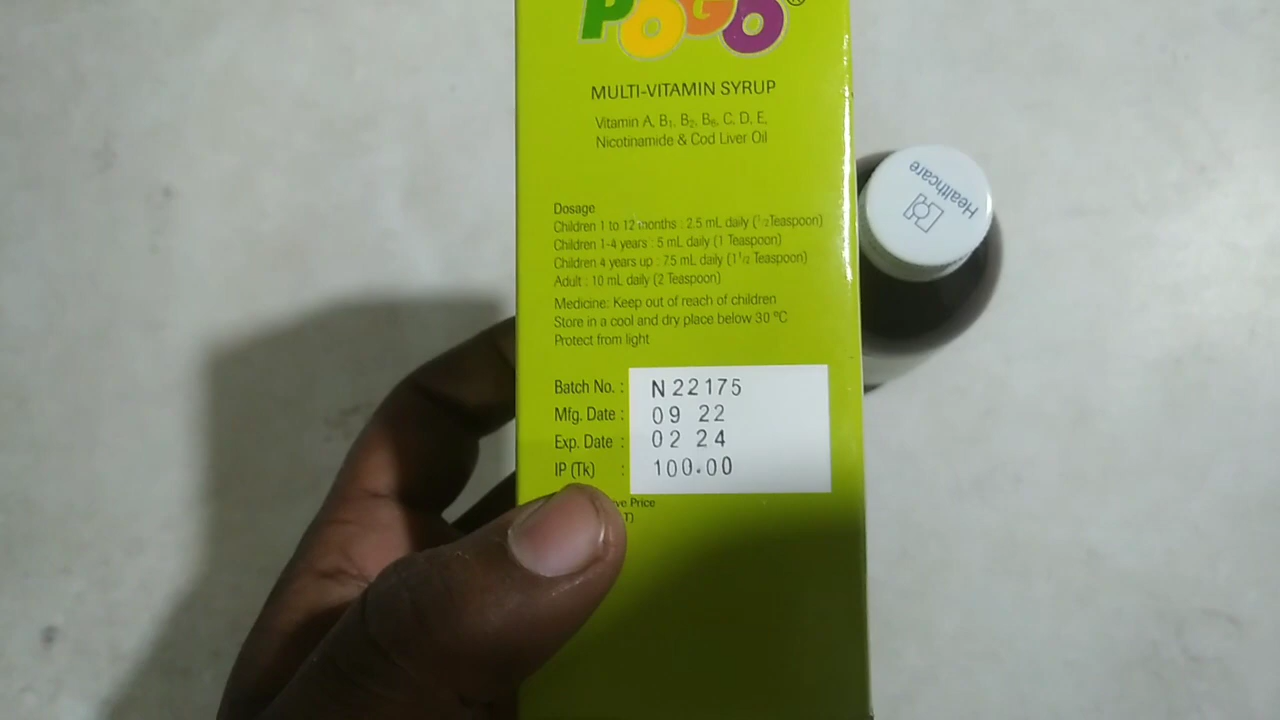 POGO®
MULTI-VITAMIN SYRUP
Vitamin A, B₁, B₂, B₆, C, D, E,
Nicotinamide & Cod Liver Oil
Dosage
Children 1 to 12 months : 2.5 mL daily (1/2Teaspoon)
Children 1-4 years : 5 mL daily (1 Teaspoon)
Children 4 years up : 7.5 mL daily (1 1/2 Teaspoon)
Adult : 10 mL daily (2 Teaspoon)
Medicine: Keep out of reach of children
Store in a cool and dry place below 30 ºC
Protect from light
Batch No. : N 22175
Mfg. Date : 09 22
Exp. Date : 02 24
IP (Tk) : 100.00
Price
Healthcare